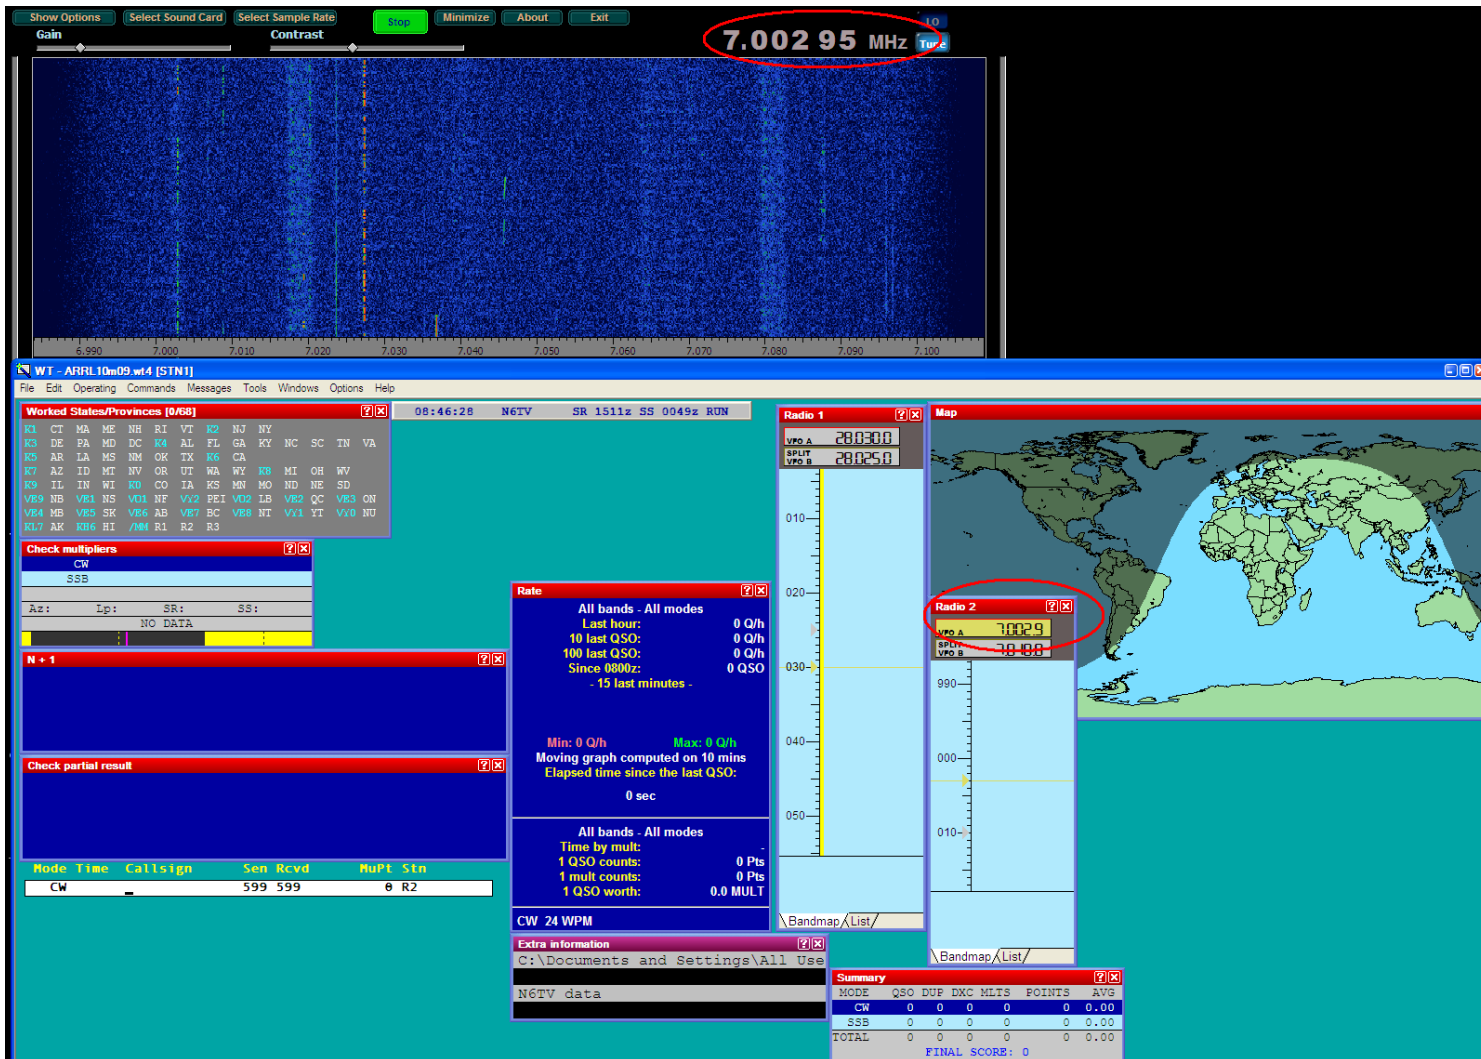 Show Options Select Sound Card Select Sample Rate Stop Minimize About Exit
Gain Contrast
7.002 95 MHz LO
Tune
6.990 7.000 7.010 7.020 7.030 7.040 7.050 7.060 7.070 7.080 7.090 7.100
WT - ARRL10m09.wt4 [STN1]
File Edit Operating Commands Messages Tools Windows Options Help
Worked States/Provinces [0/68]
K1 CT MA ME NH RI VT K2 NJ NY
K3 DE PA MD DC K4 AL FL GA KY NC SC TN VA
K5 AR LA MS NM OK TX K6 CA
K7 AZ ID MT NV OR UT WA WY K8 MI OH WV
K9 IL IN WI K0 CO IA KS MN MO ND NE SD
VE9 NB VE1 NS VO1 NF VY2 PEI VO2 LB VE2 QC VE3 ON
VE4 MB VE5 SK VE6 AB VE7 BC VE8 NT VY1 YT VY0 NU
KL7 AK KH6 HI /MM R1 R2 R3
08:46:28 N6TV SR 1511z SS 0049z RUN
Check multipliers
CW
SSB
Az: Lp: SR: SS:
NO DATA
N + 1
Check partial result
Mode Time Callsign Sen Rcvd MuPt Stn
CW _ 599 599 0 R2
Rate
All bands - All modes
Last hour: 0 Q/h
10 last QSO: 0 Q/h
100 last QSO: 0 Q/h
Since 0800z: 0 QSO
- 15 last minutes -
Min: 0 Q/h Max: 0 Q/h
Moving graph computed on 10 mins
Elapsed time since the last QSO:
0 sec
All bands - All modes
Time by mult: -
1 QSO counts: 0 Pts
1 mult counts: 0 Pts
1 QSO worth: 0.0 MULT
CW 24 WPM
Extra information
C:\Documents and Settings\All Use
N6TV data
Radio 1
VFO A 28.030.0
SPLIT
VFO B 28.025.0
010
020
030
040
050
Bandmap List
Map
Radio 2
VFO A 7.002.9
SPLIT
VFO B 7.048.0
990
000
010
Bandmap List
Summary
MODE QSO DUP DXC MLTS POINTS AVG
CW 0 0 0 0 0 0.00
SSB 0 0 0 0 0 0.00
TOTAL 0 0 0 0 0 0.00
FINAL SCORE: 0